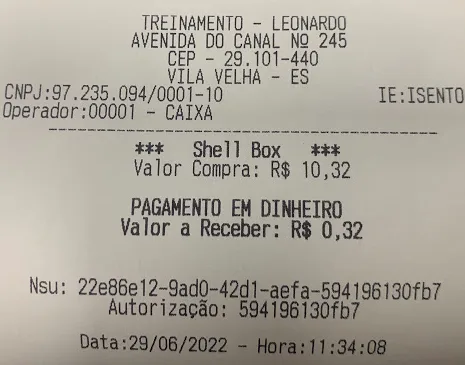 TREINAMENTO - LEONARDO
AVENIDA DO CANAL Nº 245
CEP - 29.101-440
VILA VELHA - ES
CNPJ:97.235.094/0001-10 IE:ISENTO
Operador:00001 - CAIXA
----------------------------------------
*** Shell Box ***
Valor Compra: R$ 10,32
PAGAMENTO EM DINHEIRO
Valor a Receber: R$ 0,32
Nsu: 22e86e12-9ad0-42d1-aefa-594196130fb7
Autorização: 594196130fb7
Data:29/06/2022 - Hora:11:34:08